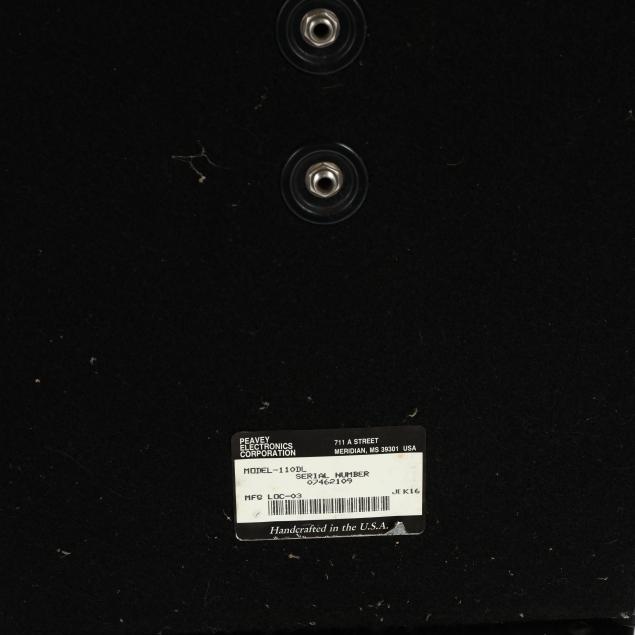 PEAVEY
ELECTRONICS
CORPORATION
711 A STREET
MERIDIAN, MS 39301 USA
MODEL-110DL
SERIAL NUMBER
07462109
MFG LOC-03
Handcrafted in the U.S.A.